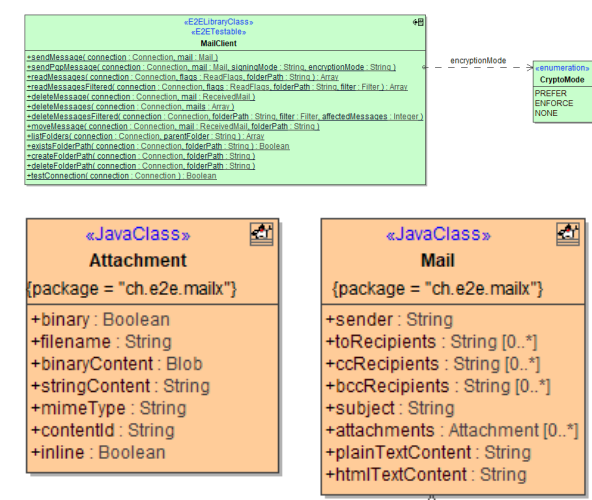 «E2ELibraryClass»
«E2ETestable»
MailClient
+sendMessage( connection : Connection, mail : Mail )
+sendPgpMessage( connection : Connection, mail : Mail, signingMode : String, encryptionMode : String )
+readMessages( connection : Connection, flags : ReadFlags, folderPath : String ) : Array
+readMessagesFiltered( connection : Connection, flags : ReadFlags, folderPath : String, filter : Filter ) : Array
+deleteMessage( connection : Connection, mail : ReceivedMail )
+deleteMessages( connection : Connection, mails : Array )
+deleteMessagesFiltered( connection : Connection, folderPath : String, filter : Filter, affectedMessages : Integer )
+moveMessage( connection : Connection, mail : ReceivedMail, folderPath : String )
+listFolders( connection : Connection, parentFolder : String ) : Array
+existsFolderPath( connection : Connection, folderPath : String ) : Boolean
+createFolderPath( connection : Connection, folderPath : String )
+deleteFolderPath( connection : Connection, folderPath : String )
+testConnection( connection : Connection ) : Boolean
encryptionMode
«enumeration»
CryptoMode
PREFER
ENFORCE
NONE
«JavaClass»
Attachment
{package = "ch.e2e.mailx"}
+binary : Boolean
+filename : String
+binaryContent : Blob
+stringContent : String
+mimeType : String
+contentId : String
+inline : Boolean
«JavaClass»
Mail
{package = "ch.e2e.mailx"}
+sender : String
+toRecipients : String [0..*]
+ccRecipients : String [0..*]
+bccRecipients : String [0..*]
+subject : String
+attachments : Attachment [0..*]
+plainTextContent : String
+htmlTextContent : String